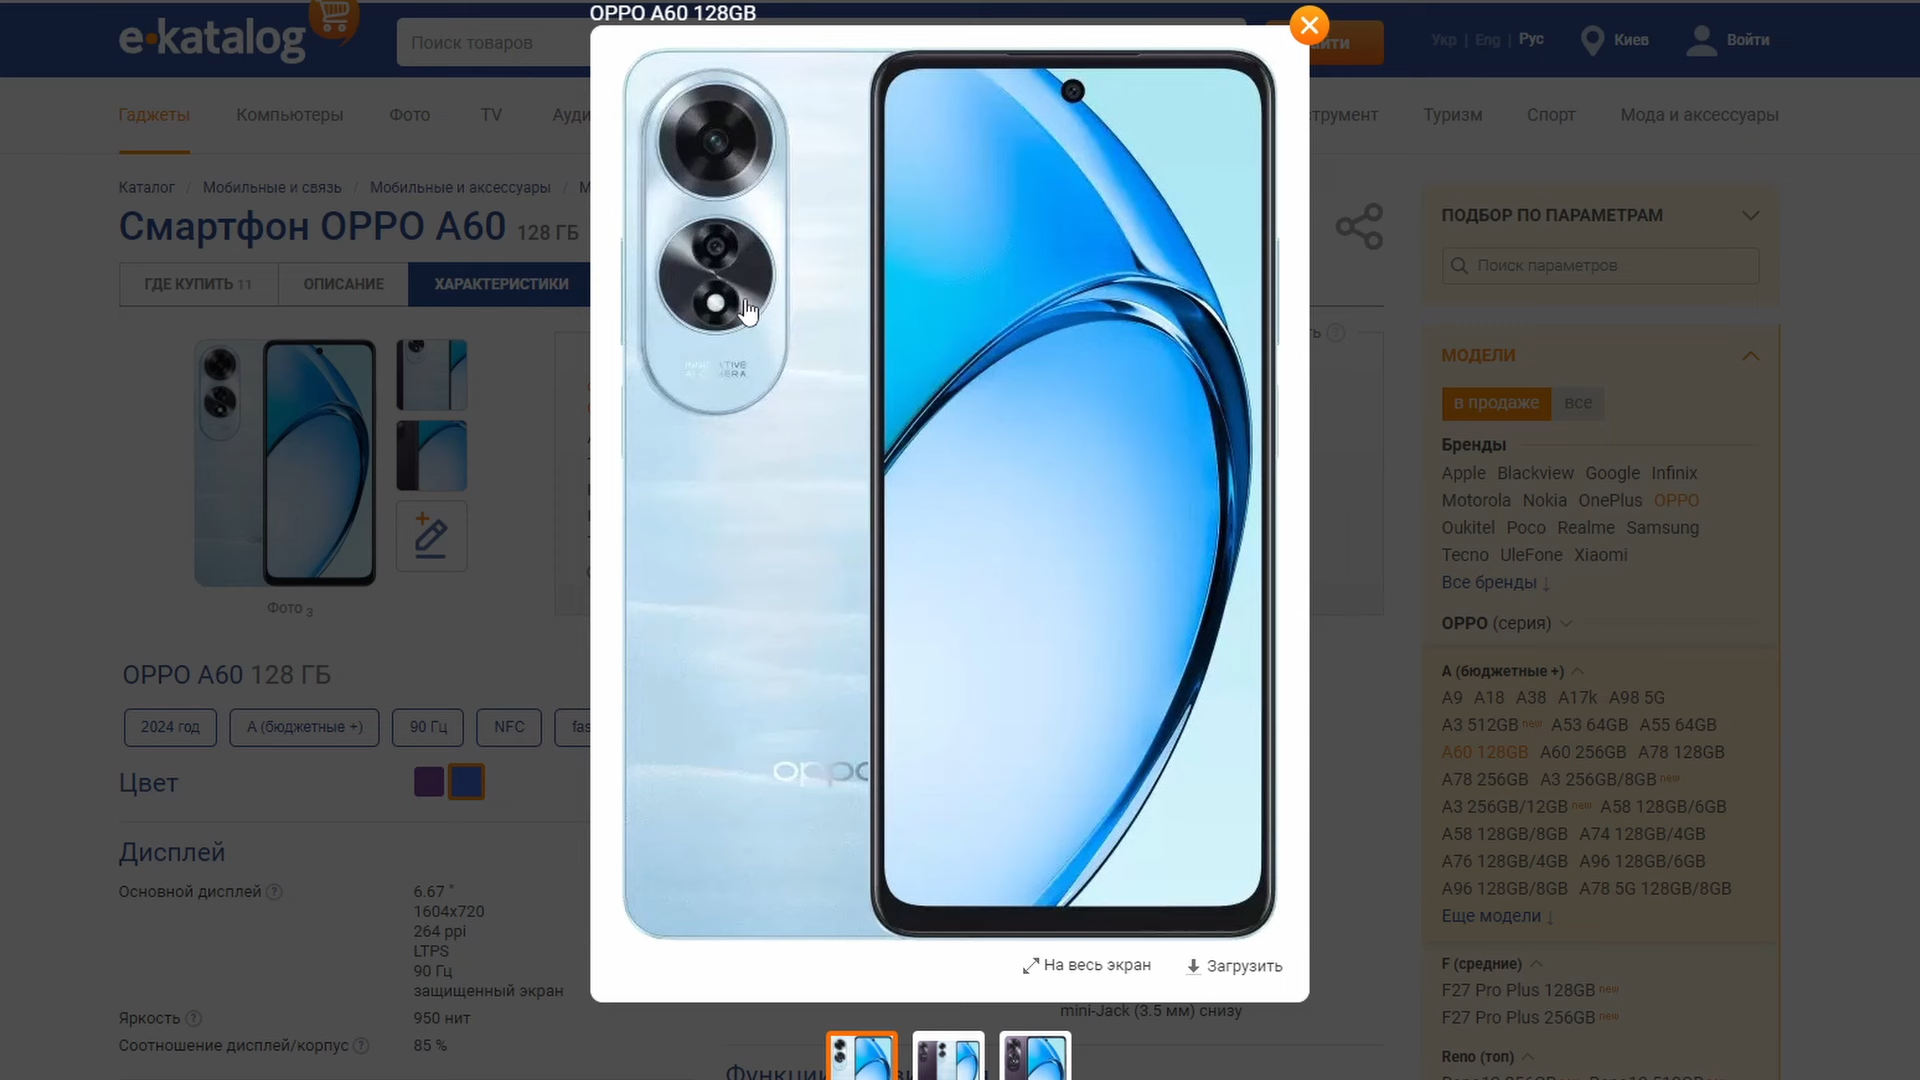 OPPO A60 128GB
e-katalog
Поиск товаров
Укр | Eng | Рус
Киев
Войти
Гаджеты
Компьютеры
Фото
TV
Туризм
Спорт
Мода и аксессуары
Каталог / Мобильные и связь / Мобильные и аксессуары /
Смартфон OPPO A60 128 ГБ
ГДЕ КУПИТЬ 11
ОПИСАНИЕ
ХАРАКТЕРИСТИКИ
Фото 3
OPPO A60 128 ГБ
2024 год
A (бюджетные +)
90 Гц
NFC
Цвет
Дисплей
Основной дисплей
6.67 "
1604x720
264 ppi
LTPS
90 Гц
защищенный экран
Яркость
950 нит
Соотношение дисплей/корпус
85 %
oppo
На весь экран
Загрузить
mini-Jack (3.5 мм) снизу
ПОДБОР ПО ПАРАМЕТРАМ
Поиск параметров
МОДЕЛИ
в продаже
все
Бренды
Apple Blackview Google Infinix
Motorola Nokia OnePlus OPPO
Oukitel Poco Realme Samsung
Tecno UleFone Xiaomi
Все бренды ↓
OPPO (серия)
A (бюджетные +)
A9 A18 A38 A17k A98 5G
A3 512GB new A53 64GB A55 64GB
A60 128GB A60 256GB A78 128GB
A78 256GB A3 256GB/8GB new
A3 256GB/12GB new A58 128GB/6GB
A58 128GB/8GB A74 128GB/4GB
A76 128GB/4GB A96 128GB/6GB
A96 128GB/8GB A78 5G 128GB/8GB
Еще модели ↓
F (средние)
F27 Pro Plus 128GB new
F27 Pro Plus 256GB new
Reno (топ)